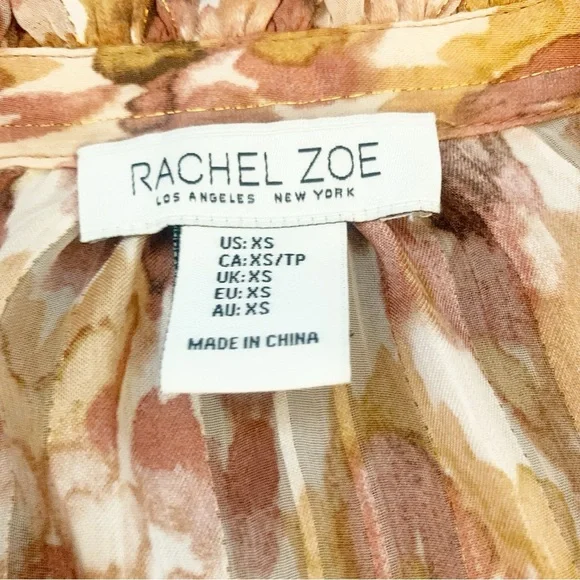 RACHEL ZOE
LOS ANGELES NEW YORK
US: XS
CA: XS/TP
UK: XS
EU: XS
AU: XS
MADE IN CHINA